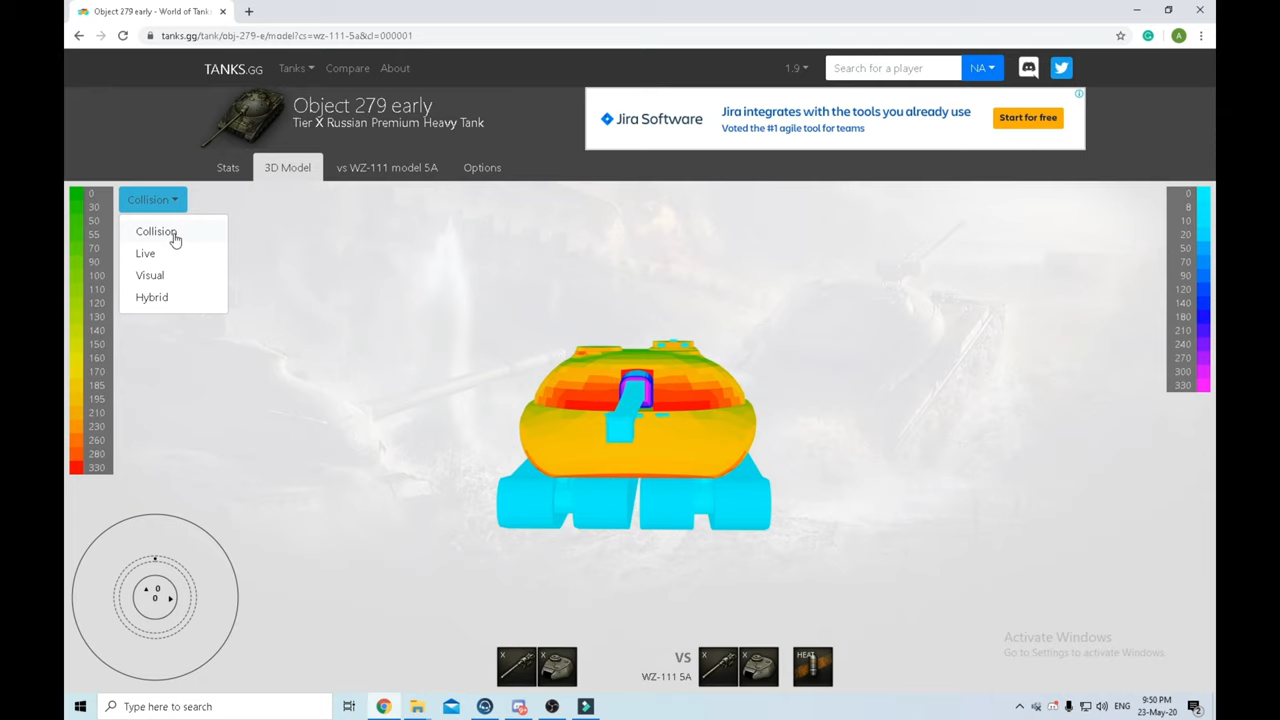 Object 279 early - World of Tanks
tanks.gg/tank/obj-279-e/model?cs=wz-111-5a&cl=000001
A
TANKS.GG
Tanks
Compare
About
1.9
Search for a player
NA
Object 279 early
Tier X Russian Premium Heavy Tank
Jira Software
Jira integrates with the tools you already use
Voted the #1 agile tool for teams
Start for free
Stats
3D Model
vs WZ-111 model 5A
Options
0
30
50
55
70
90
100
110
120
130
140
150
160
170
185
195
210
230
260
280
330
Collision
Collision
Live
Visual
Hybrid
0
8
10
20
50
70
90
120
180
210
240
270
300
330
0
0
X
X
VS
WZ-111 5A
X
X
HEAT
Activate Windows
Go to Settings to activate Windows.
Type here to search
ENG
9:50 PM
23-May-20
2